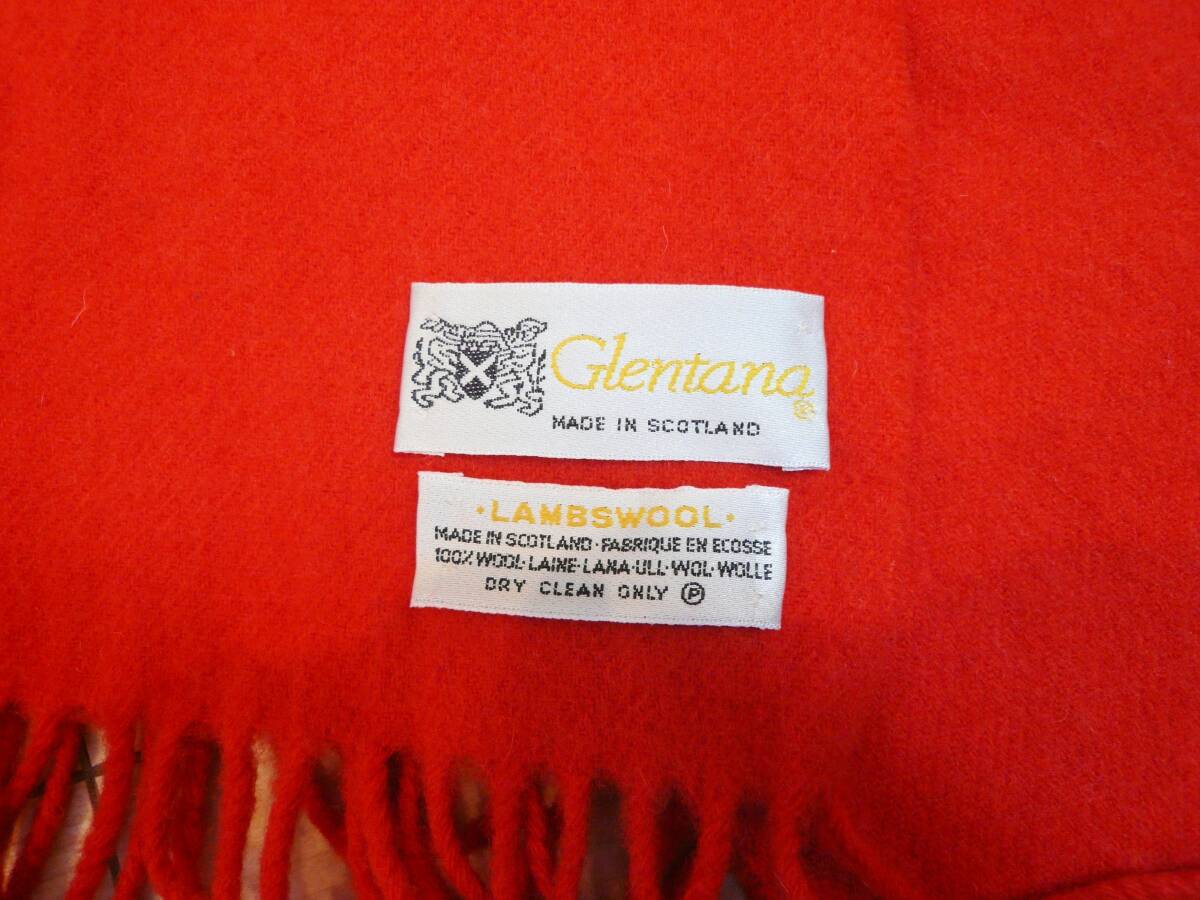 Glentana®
MADE IN SCOTLAND
·LAMBSWOOL·
MADE IN SCOTLAND·FABRIQUE EN ECOSSE
100% WOOL·LAINE·LANA·ULL·WOL·WOLLE
DRY CLEAN ONLY Ⓟ